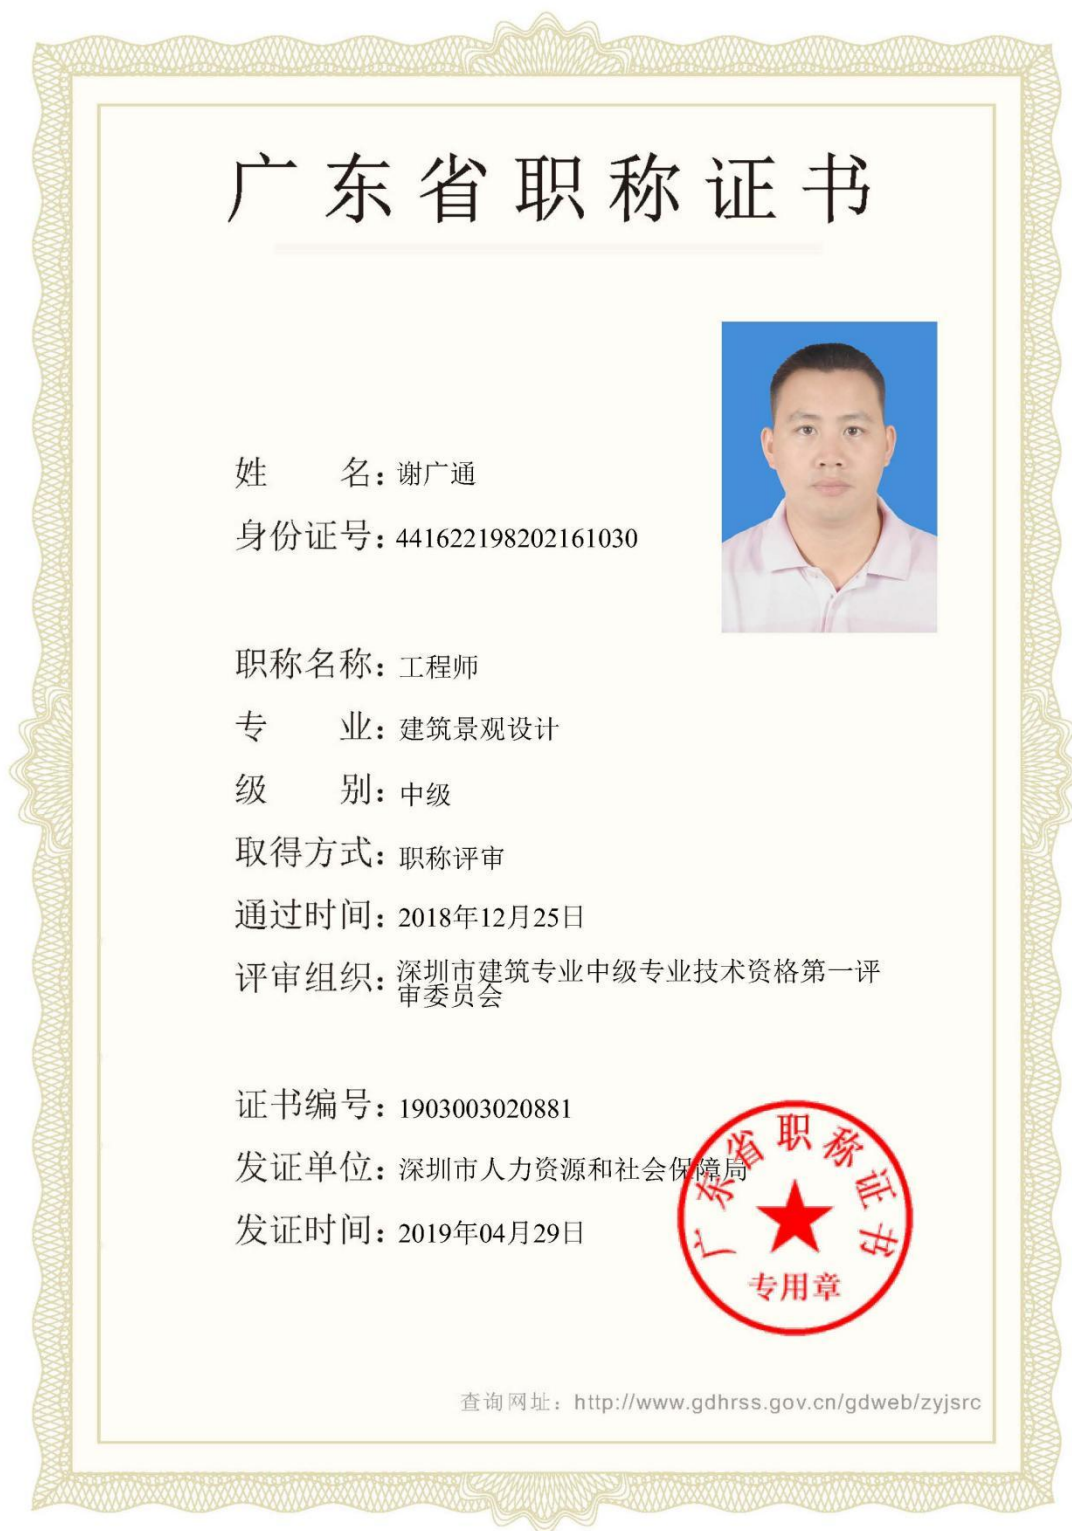 广东省职称证书
姓 名：谢广通
身份证号：441622198202161030
职称名称：工程师
专 业：建筑景观设计
级 别：中级
取得方式：职称评审
通过时间：2018年12月25日
评审组织：深圳市建筑专业中级专业技术资格第一评
审委员会
证书编号：1903003020881
发证单位：深圳市人力资源和社会保障局
发证时间：2019年04月29日
广东省职称证书
专用章
查询网址：http://www.gdhrss.gov.cn/gdweb/zyjsrc